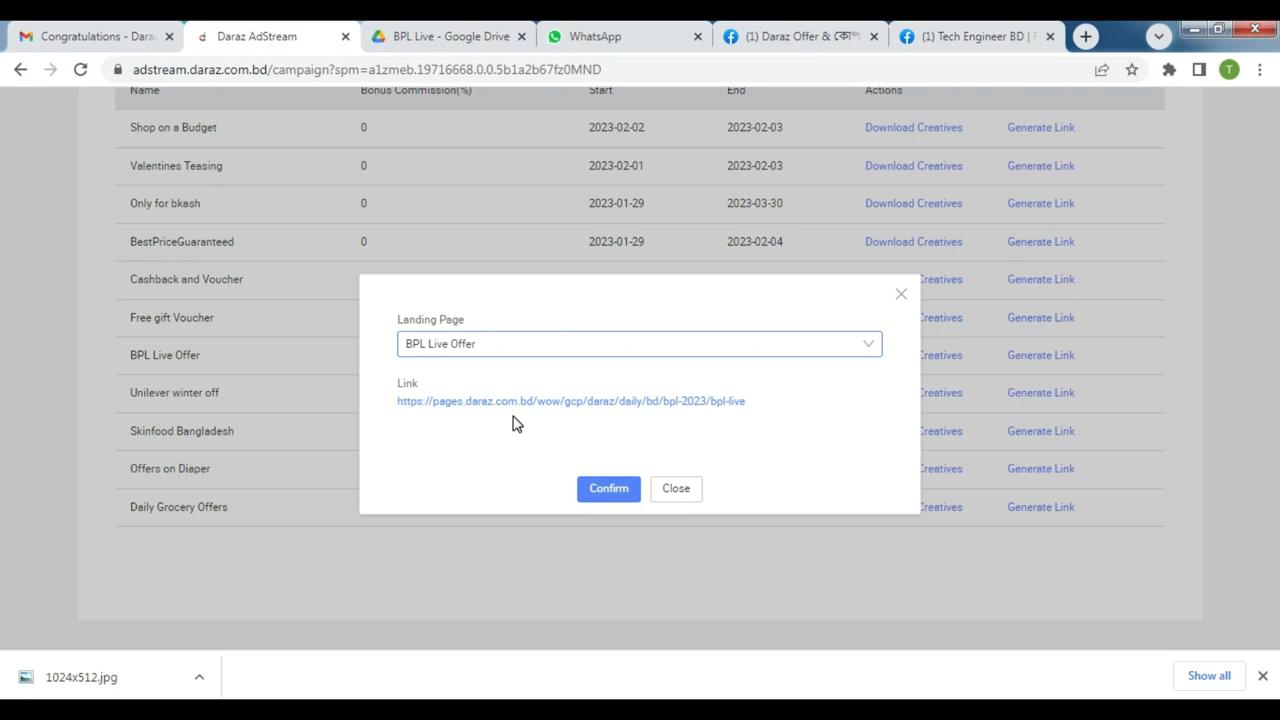 Congratulations - Daraz
Daraz AdStream
BPL Live - Google Drive
WhatsApp
(1) Daraz Offer & কোপ
(1) Tech Engineer BD | F
adstream.daraz.com.bd/campaign?spm=a1zmeb.19716668.0.0.5b1a2b67fz0MND
T
Name Bonus Commission(%) Start End Actions
Shop on a Budget 0 2023-02-02 2023-02-03 Download Creatives Generate Link
Valentines Teasing 0 2023-02-01 2023-02-03 Download Creatives Generate Link
Only for bkash 0 2023-01-29 2023-03-30 Download Creatives Generate Link
BestPriceGuaranteed 0 2023-01-29 2023-02-04 Download Creatives Generate Link
Cashback and Voucher Creatives Generate Link
Free gift Voucher Creatives Generate Link
BPL Live Offer Creatives Generate Link
Unilever winter off Creatives Generate Link
Skinfood Bangladesh Creatives Generate Link
Offers on Diaper Creatives Generate Link
Daily Grocery Offers Creatives Generate Link
Landing Page
BPL Live Offer
Link
https://pages.daraz.com.bd/wow/gcp/daraz/daily/bd/bpl-2023/bpl-live
Confirm Close
1024x512.jpg
Show all